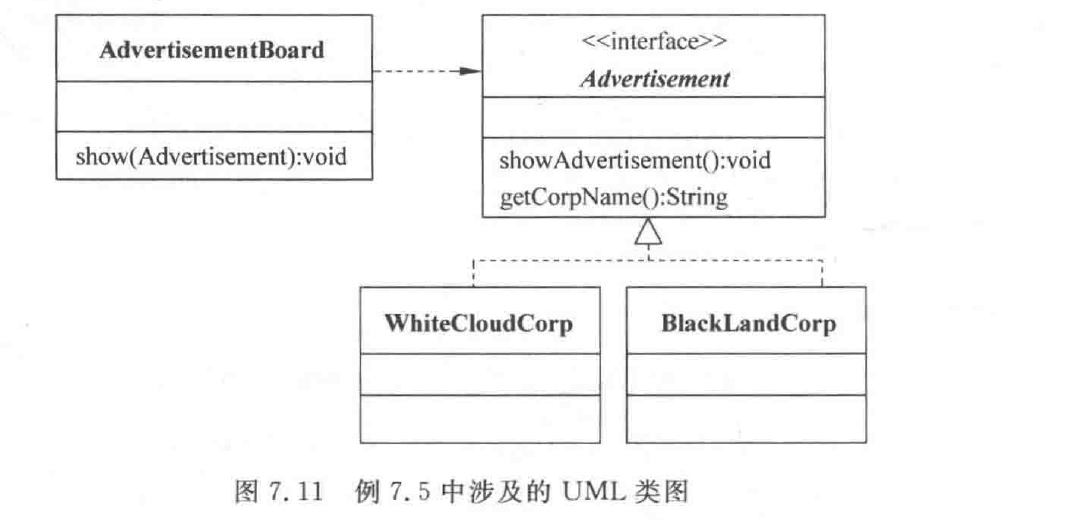 AdvertisementBoard
show(Advertisement):void
<<interface>>
Advertisement
showAdvertisement():void
getCorpName():String
WhiteCloudCorp
BlackLandCorp
图 7.11 例 7.5 中涉及的 UML 类图